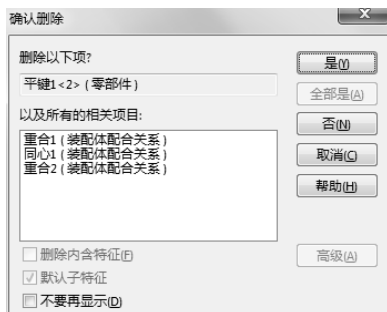 确认删除
x
删除以下项?
是(Y)
平键1<2> (零部件)
全部是(A)
以及所有的相关项目:
否(N)
重合1 (装配体配合关系)
同心1 (装配体配合关系)
重合2 (装配体配合关系)
取消(C)
帮助(H)
删除内含特征(F)
高级(A)
默认子特征
不要再显示(D)